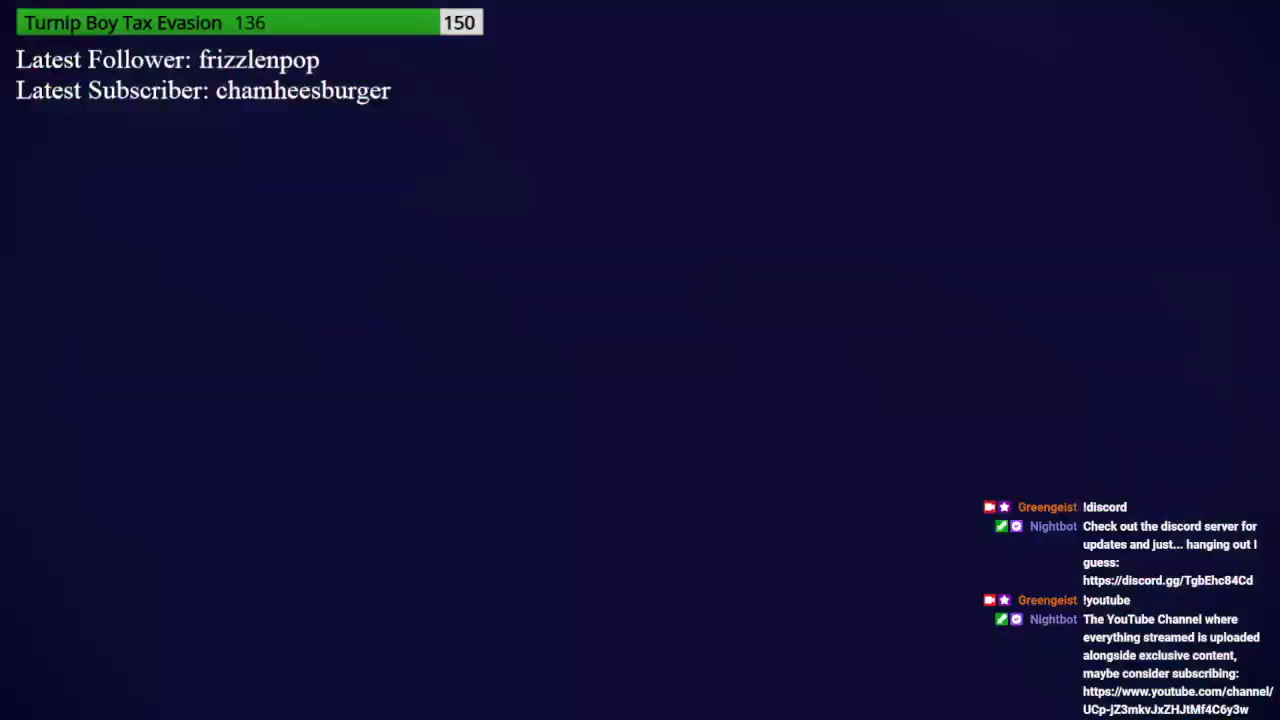 Turnip Boy Tax Evasion 136 150
Latest Follower: frizzlenpop
Latest Subscriber: chamheesburger
Greengeist !discord
Nightbot Check out the discord server for
updates and just... hanging out I
guess:
https://discord.gg/TgbEhc84Cd
Greengeist !youtube
Nightbot The YouTube Channel where
everything streamed is uploaded
alongside exclusive content,
maybe consider subscribing:
https://www.youtube.com/channel/
UCp-jZ3mkvJxZHJtMf4C6y3w